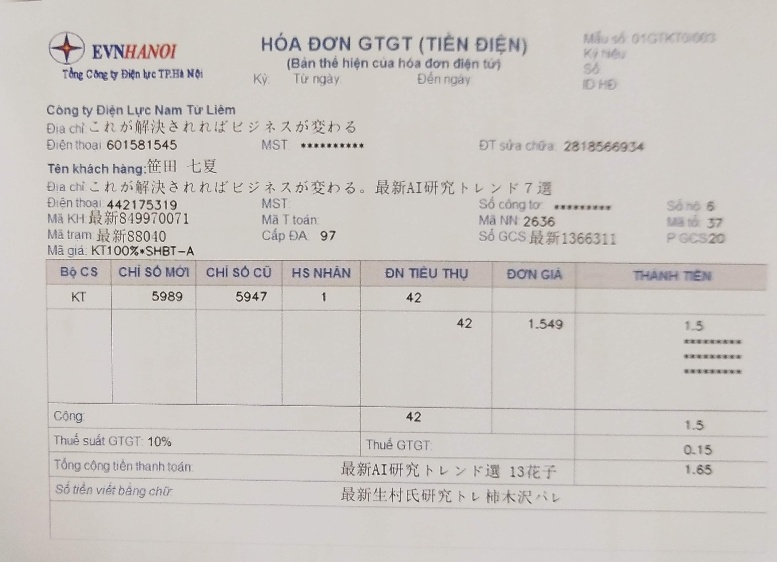 EVNHANOI
Tổng Công ty Điện lực TP.Hà Nội
HÓA ĐƠN GTGT (TIỀN ĐIỆN)
(Bản thể hiện của hóa đơn điện tử)
Kỳ: Từ ngày: Đến ngày:
Mẫu số
Ký hiệu
Số
ID HĐ
Công ty Điện Lực Nam Từ Liêm
Địa chỉ これが解決されればビジネスが変わる
Điện thoại 601581545 MST: ********** ĐT sửa chữa: 2818566934
Tên khách hàng: 笹田 七夏
Địa chỉ これが解決されればビジネスが変わる。最新AI研究トレンド7選
Điện thoại 442175319 MST: Số công tơ: ********* Số hộ 6
Mã KH 最新849970071 Mã T toán: Mã NN: 2636 Mã tổ: 37
Mã trạm: 最新88040 Cấp ĐA: 97 Số GCS 最新1366311 P GCS 20
Mã giá: KT100%*SHBT-A
BỘ CS CHỈ SỐ MỚI CHỈ SỐ CŨ HS NHÂN ĐN TIÊU THỤ ĐƠN GIÁ THÀNH TIỀN
KT 5989 5947 1 42
42 1.549 1.5
*********
*********
*********
Cộng: 42 1.5
Thuế suất GTGT: 10% Thuế GTGT: 0.15
Tổng cộng tiền thanh toán: 最新AI研究トレンド選 13花子 1.65
Số tiền viết bằng chữ: 最新生村氏研究トレ柿木沢バレ